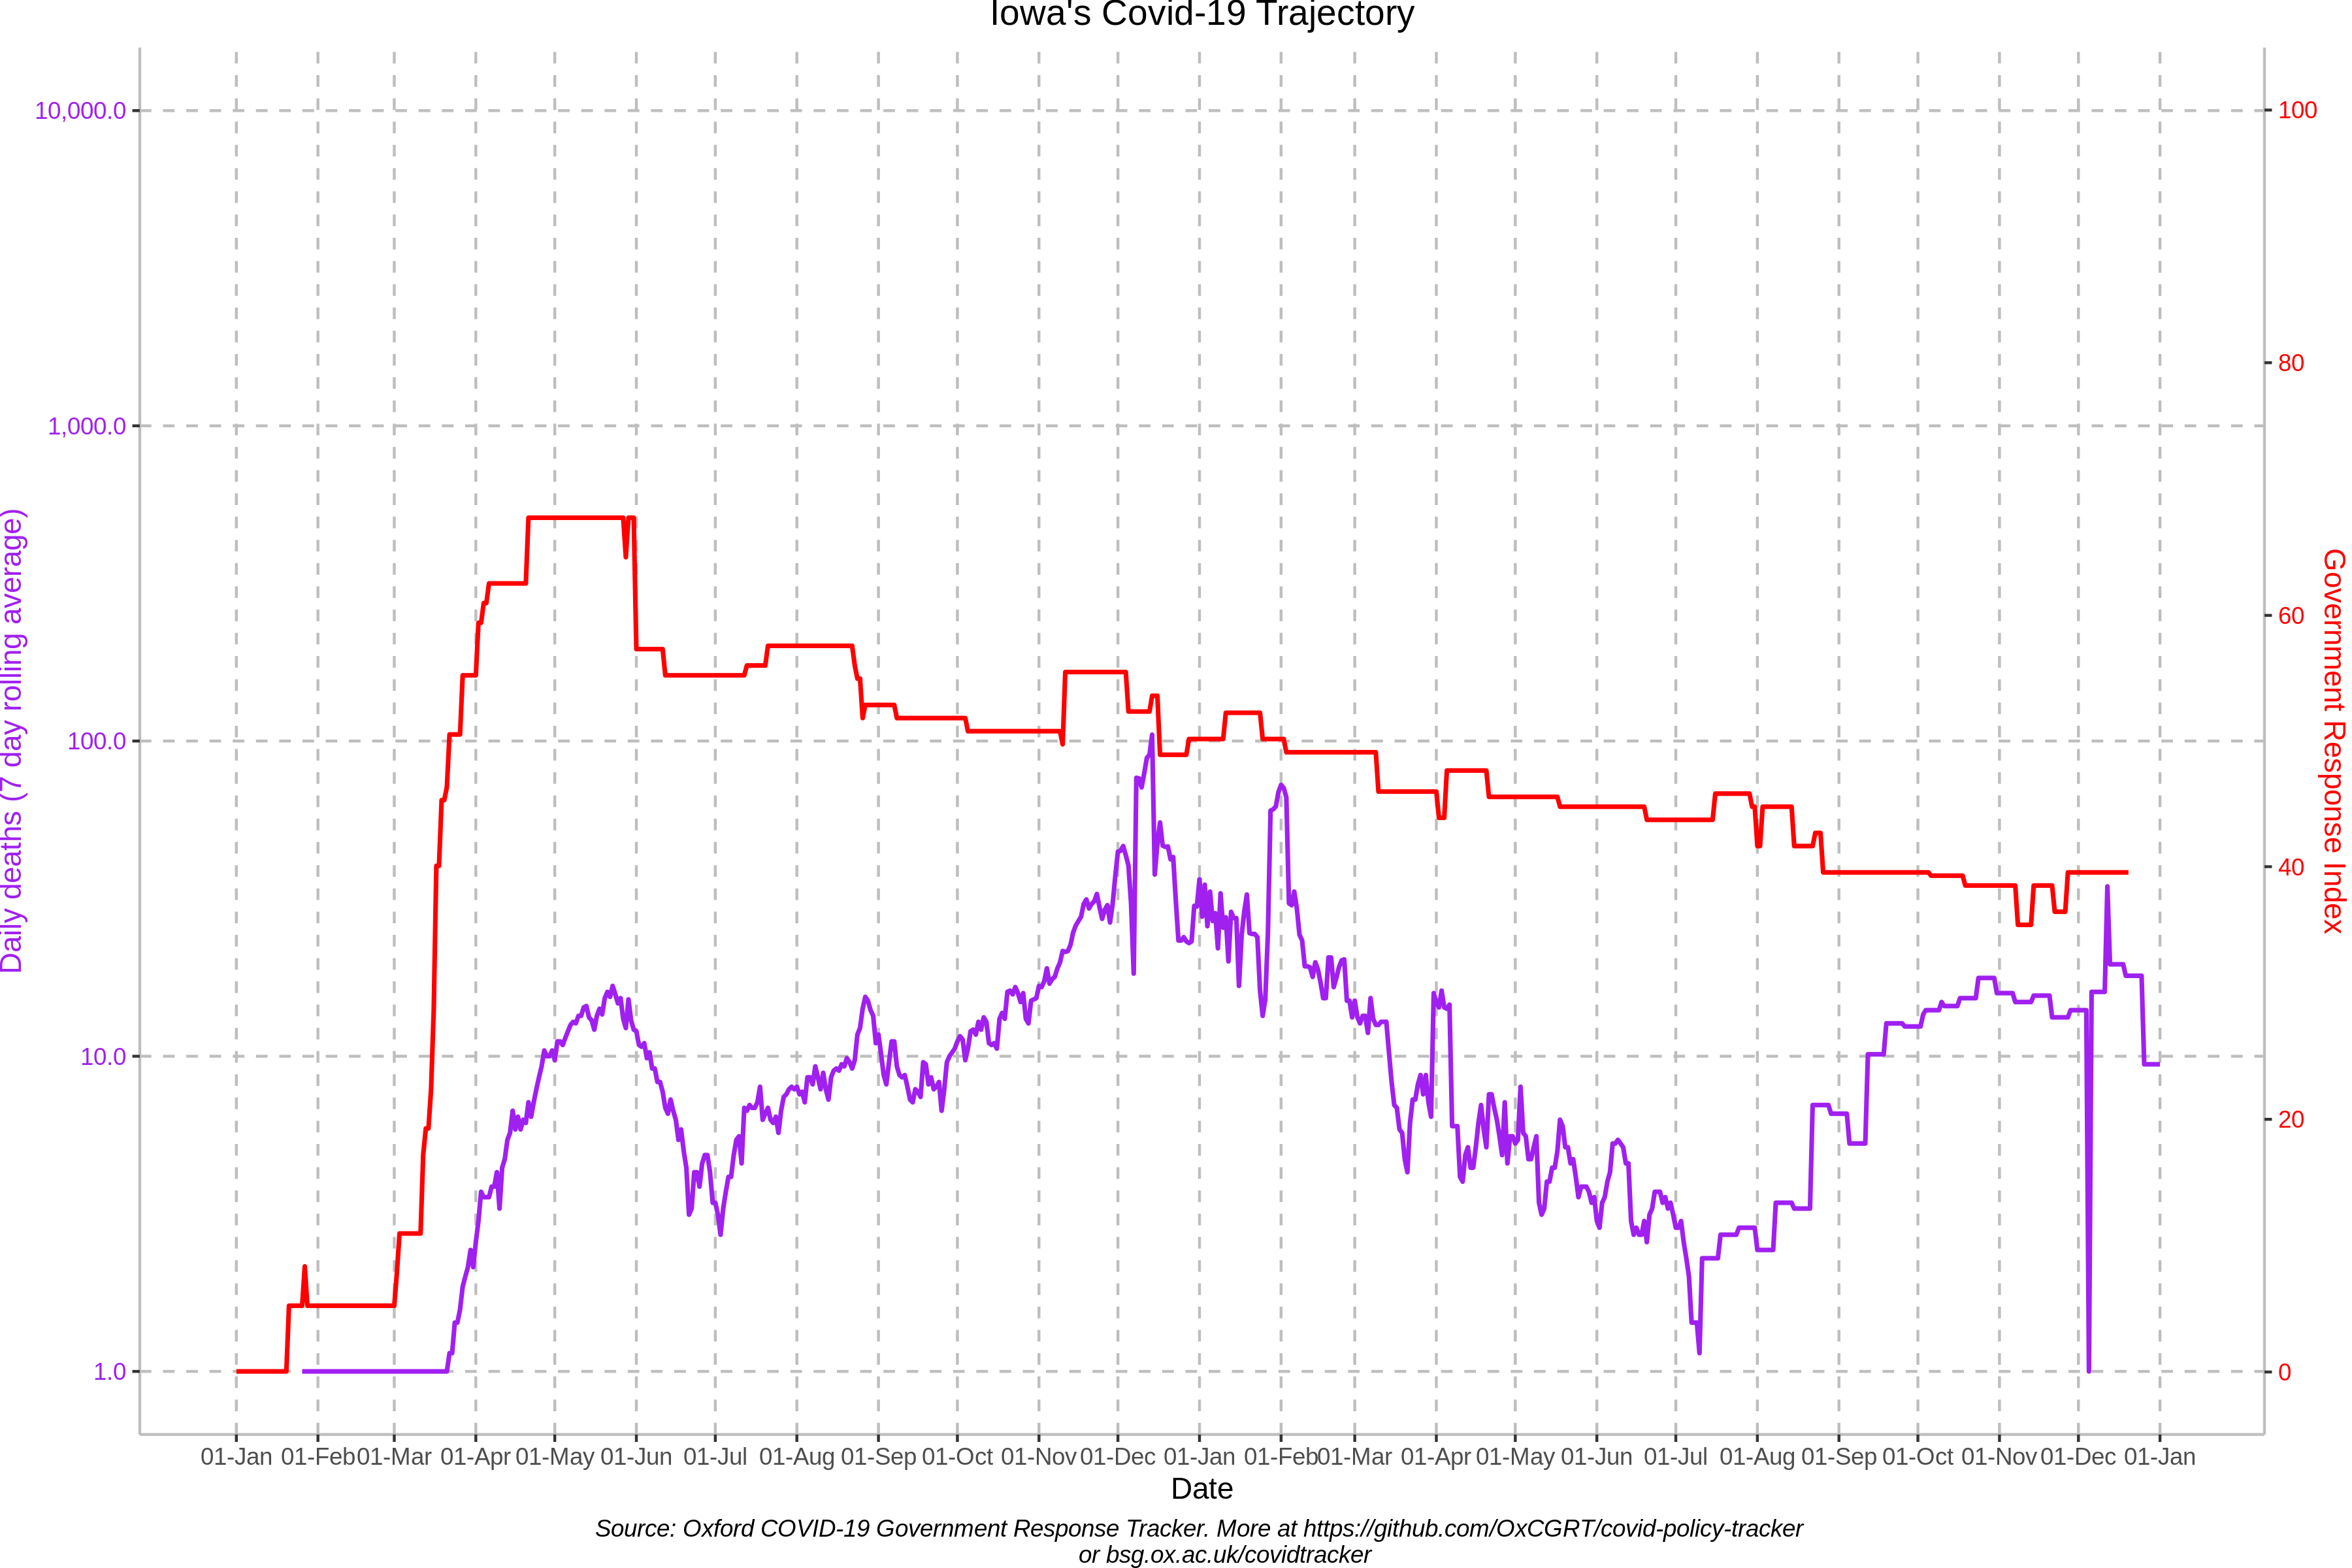 Iowa's Covid-19 Trajectory
10,000.0
1,000.0
100.0
10.0
1.0
Daily deaths (7 day rolling average)
100
80
60
40
20
0
Government Response Index
01-Jan 01-Feb 01-Mar 01-Apr 01-May 01-Jun 01-Jul 01-Aug 01-Sep 01-Oct 01-Nov 01-Dec 01-Jan 01-Feb 01-Mar 01-Apr 01-May 01-Jun 01-Jul 01-Aug 01-Sep 01-Oct 01-Nov 01-Dec 01-Jan
Date
Source: Oxford COVID-19 Government Response Tracker. More at https://github.com/OxCGRT/covid-policy-tracker
or bsg.ox.ac.uk/covidtracker